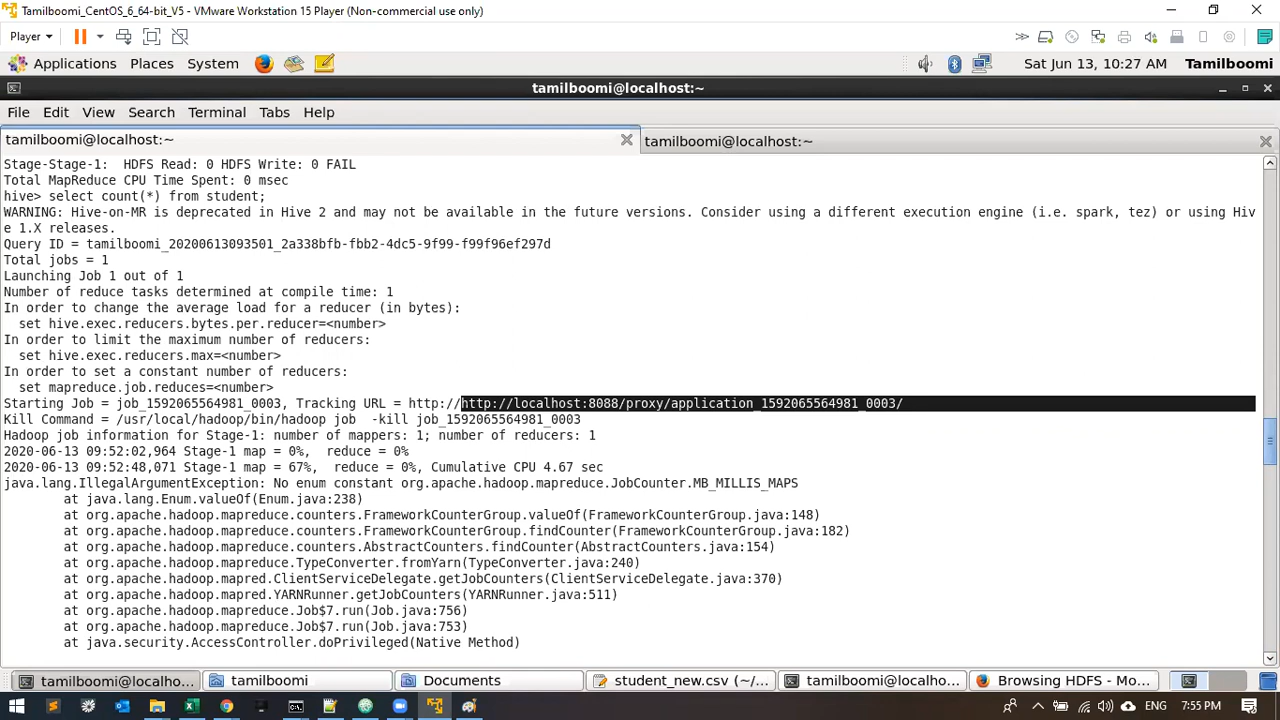 Tamilboomi_CentOS_6_64-bit_V5 - VMware Workstation 15 Player (Non-commercial use only)
Player
Applications Places System Sat Jun 13, 10:27 AM Tamilboomi
tamilboomi@localhost:~
File Edit View Search Terminal Tabs Help
tamilboomi@localhost:~ tamilboomi@localhost:~
Stage-Stage-1:  HDFS Read: 0 HDFS Write: 0 FAIL
Total MapReduce CPU Time Spent: 0 msec
hive> select count(*) from student;
WARNING: Hive-on-MR is deprecated in Hive 2 and may not be available in the future versions. Consider using a different execution engine (i.e. spark, tez) or using Hiv
e 1.X releases.
Query ID = tamilboomi_20200613093501_2a338bfb-fbb2-4dc5-9f99-f99f96ef297d
Total jobs = 1
Launching Job 1 out of 1
Number of reduce tasks determined at compile time: 1
In order to change the average load for a reducer (in bytes):
  set hive.exec.reducers.bytes.per.reducer=<number>
In order to limit the maximum number of reducers:
  set hive.exec.reducers.max=<number>
In order to set a constant number of reducers:
  set mapreduce.job.reduces=<number>
Starting Job = job_1592065564981_0003, Tracking URL = http://http://localhost:8088/proxy/application_1592065564981_0003/
Kill Command = /usr/local/hadoop/bin/hadoop job  -kill job_1592065564981_0003
Hadoop job information for Stage-1: number of mappers: 1; number of reducers: 1
2020-06-13 09:52:02,964 Stage-1 map = 0%,  reduce = 0%
2020-06-13 09:52:48,071 Stage-1 map = 67%,  reduce = 0%, Cumulative CPU 4.67 sec
java.lang.IllegalArgumentException: No enum constant org.apache.hadoop.mapreduce.JobCounter.MB_MILLIS_MAPS
        at java.lang.Enum.valueOf(Enum.java:238)
        at org.apache.hadoop.mapreduce.counters.FrameworkCounterGroup.valueOf(FrameworkCounterGroup.java:148)
        at org.apache.hadoop.mapreduce.counters.FrameworkCounterGroup.findCounter(FrameworkCounterGroup.java:182)
        at org.apache.hadoop.mapreduce.counters.AbstractCounters.findCounter(AbstractCounters.java:154)
        at org.apache.hadoop.mapreduce.TypeConverter.fromYarn(TypeConverter.java:240)
        at org.apache.hadoop.mapred.ClientServiceDelegate.getJobCounters(ClientServiceDelegate.java:370)
        at org.apache.hadoop.mapred.YARNRunner.getJobCounters(YARNRunner.java:511)
        at org.apache.hadoop.mapreduce.Job$7.run(Job.java:756)
        at org.apache.hadoop.mapreduce.Job$7.run(Job.java:753)
        at java.security.AccessController.doPrivileged(Native Method)
tamilboomi@localho... tamilboomi Documents student_new.csv (~/... tamilboomi@localho... Browsing HDFS - Mo...
ENG 7:55 PM